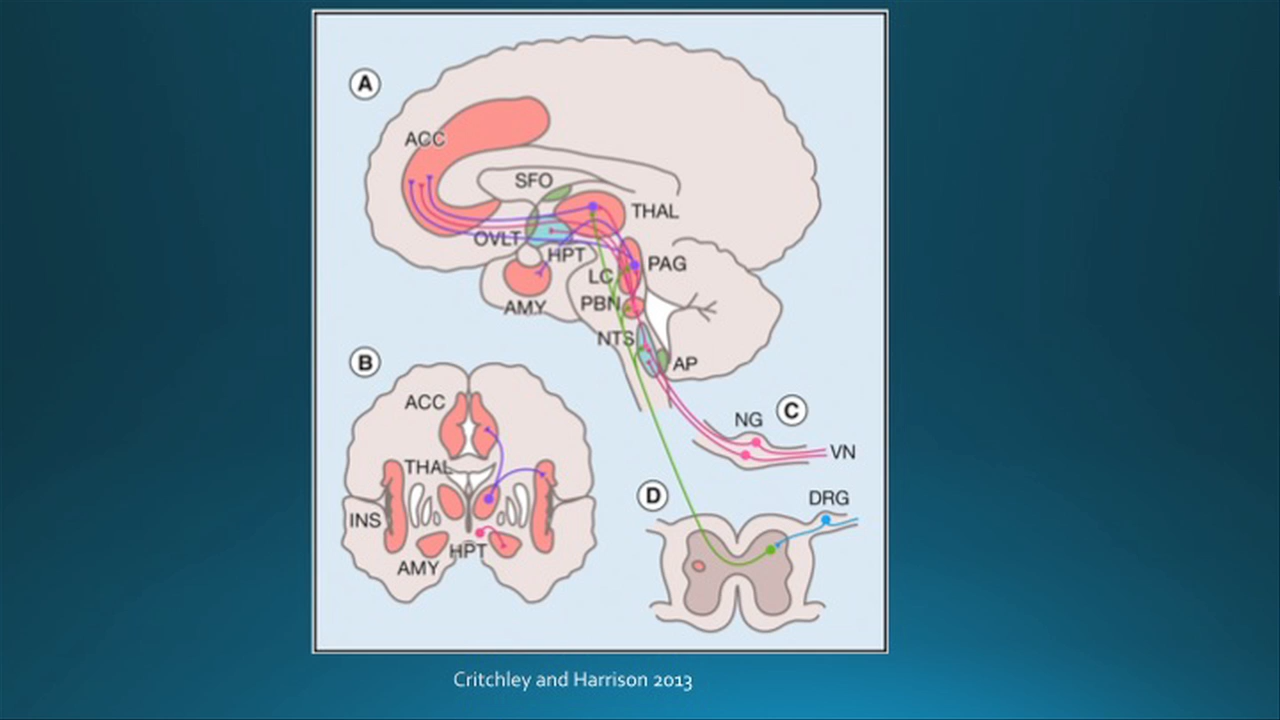 A
ACC
SFO
THAL
OVLT
HPT
PAG
LC
AMY
PBN
NTS
AP
B
ACC
THAL
INS
HPT
AMY
C
NG
VN
D
DRG
Critchley and Harrison 2013